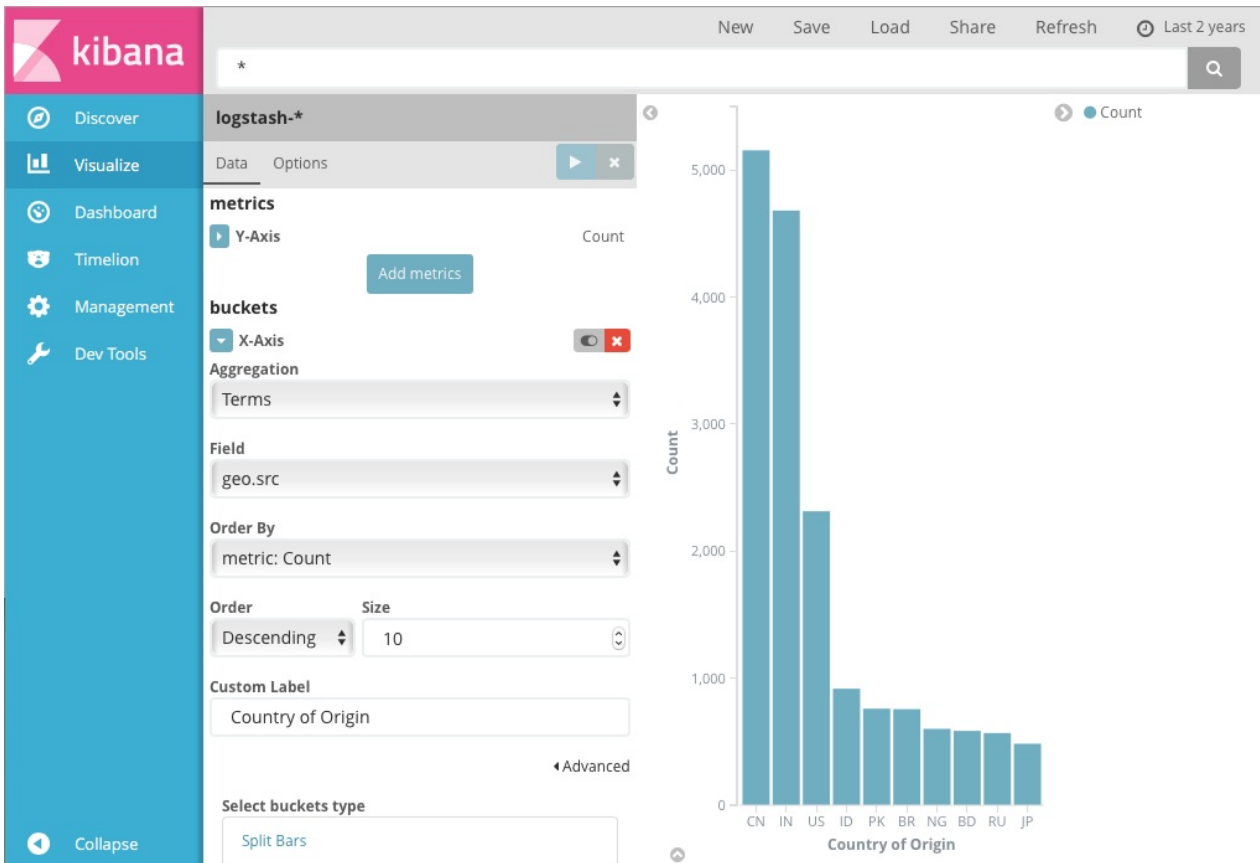 kibana
New Save Load Share Refresh Last 2 years
*
Discover
Visualize
Dashboard
Timelion
Management
Dev Tools
Collapse
logstash-*
Data Options
metrics
Y-Axis Count
Add metrics
buckets
X-Axis
Aggregation
Terms
Field
geo.src
Order By
metric: Count
Order Size
Descending 10
Custom Label
Country of Origin
Advanced
Select buckets type
Split Bars
Count
5,000
4,000
3,000
2,000
1,000
0
Count
CN IN US ID PK BR NG BD RU JP
Country of Origin